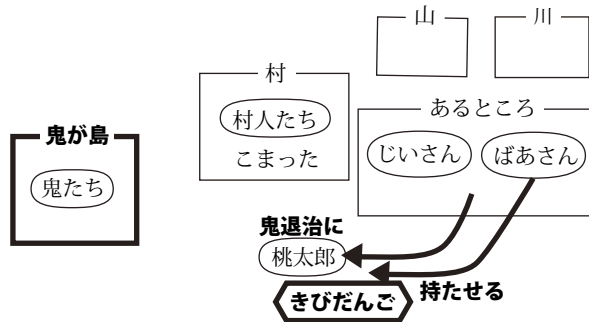 山
川
村
村人たち
こまった
あるところ
じいさん
ばあさん
鬼が島
鬼たち
鬼退治に
桃太郎
きびだんご
持たせる